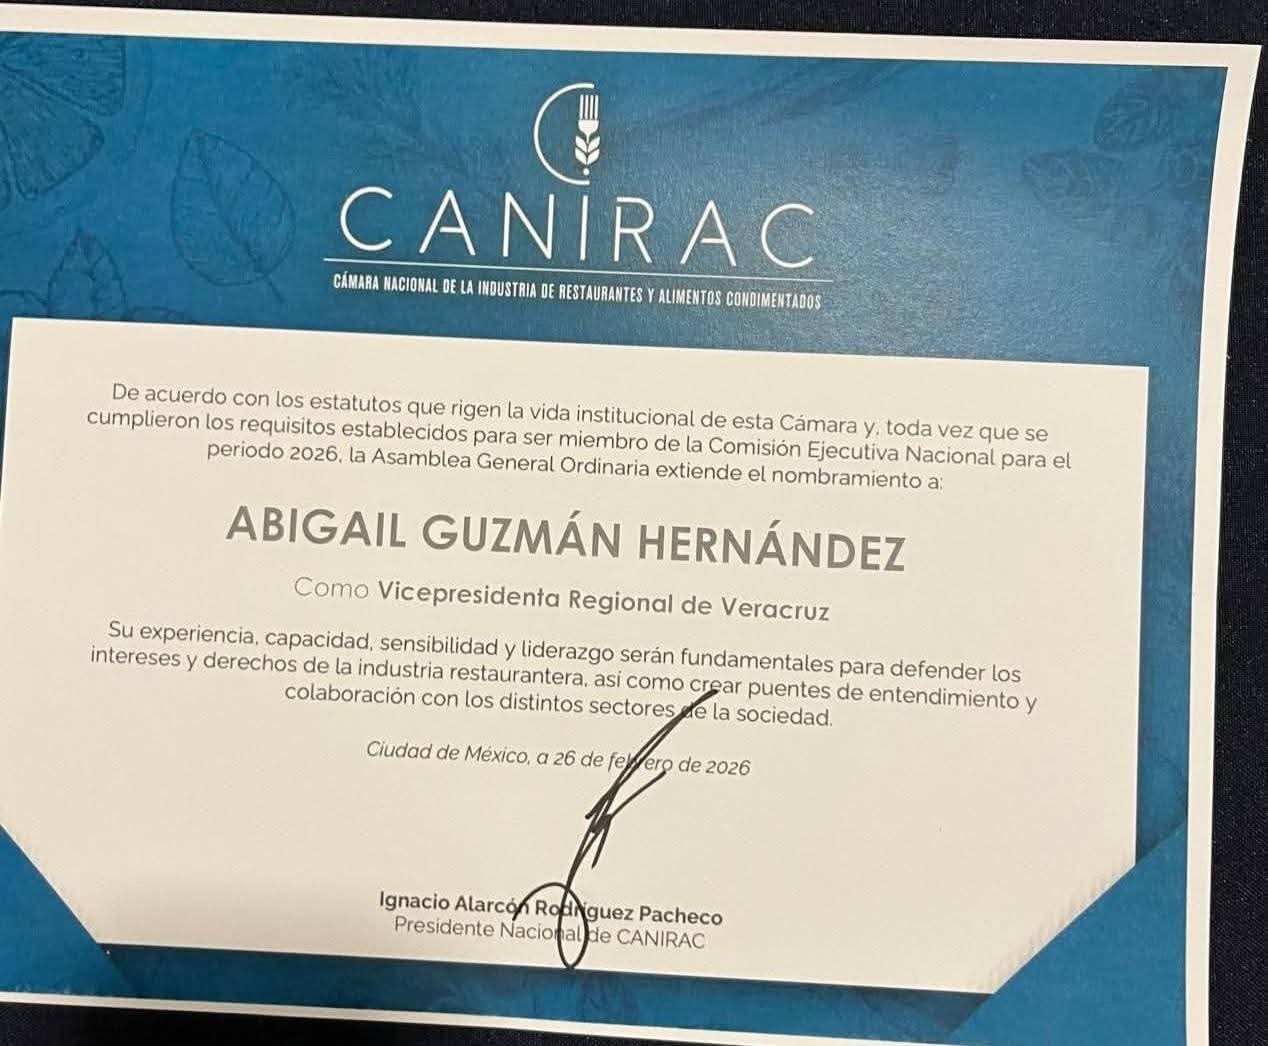 CANIRAC
CÁMARA NACIONAL DE LA INDUSTRIA DE RESTAURANTES Y ALIMENTOS CONDIMENTADOS
De acuerdo con los estatutos que rigen la vida institucional de esta Cámara y, toda vez que se
cumplieron los requisitos establecidos para ser miembro de la Comisión Ejecutiva Nacional para el
periodo 2026, la Asamblea General Ordinaria extiende el nombramiento a:
ABIGAIL GUZMÁN HERNÁNDEZ
Como Vicepresidenta Regional de Veracruz
Su experiencia, capacidad, sensibilidad y liderazgo serán fundamentales para defender los
intereses y derechos de la industria restaurantera, así como crear puentes de entendimiento y
colaboración con los distintos sectores de la sociedad.
Ciudad de México, a 26 de febrero de 2026
Ignacio Alarcón Rodríguez Pacheco
Presidente Nacional de CANIRAC